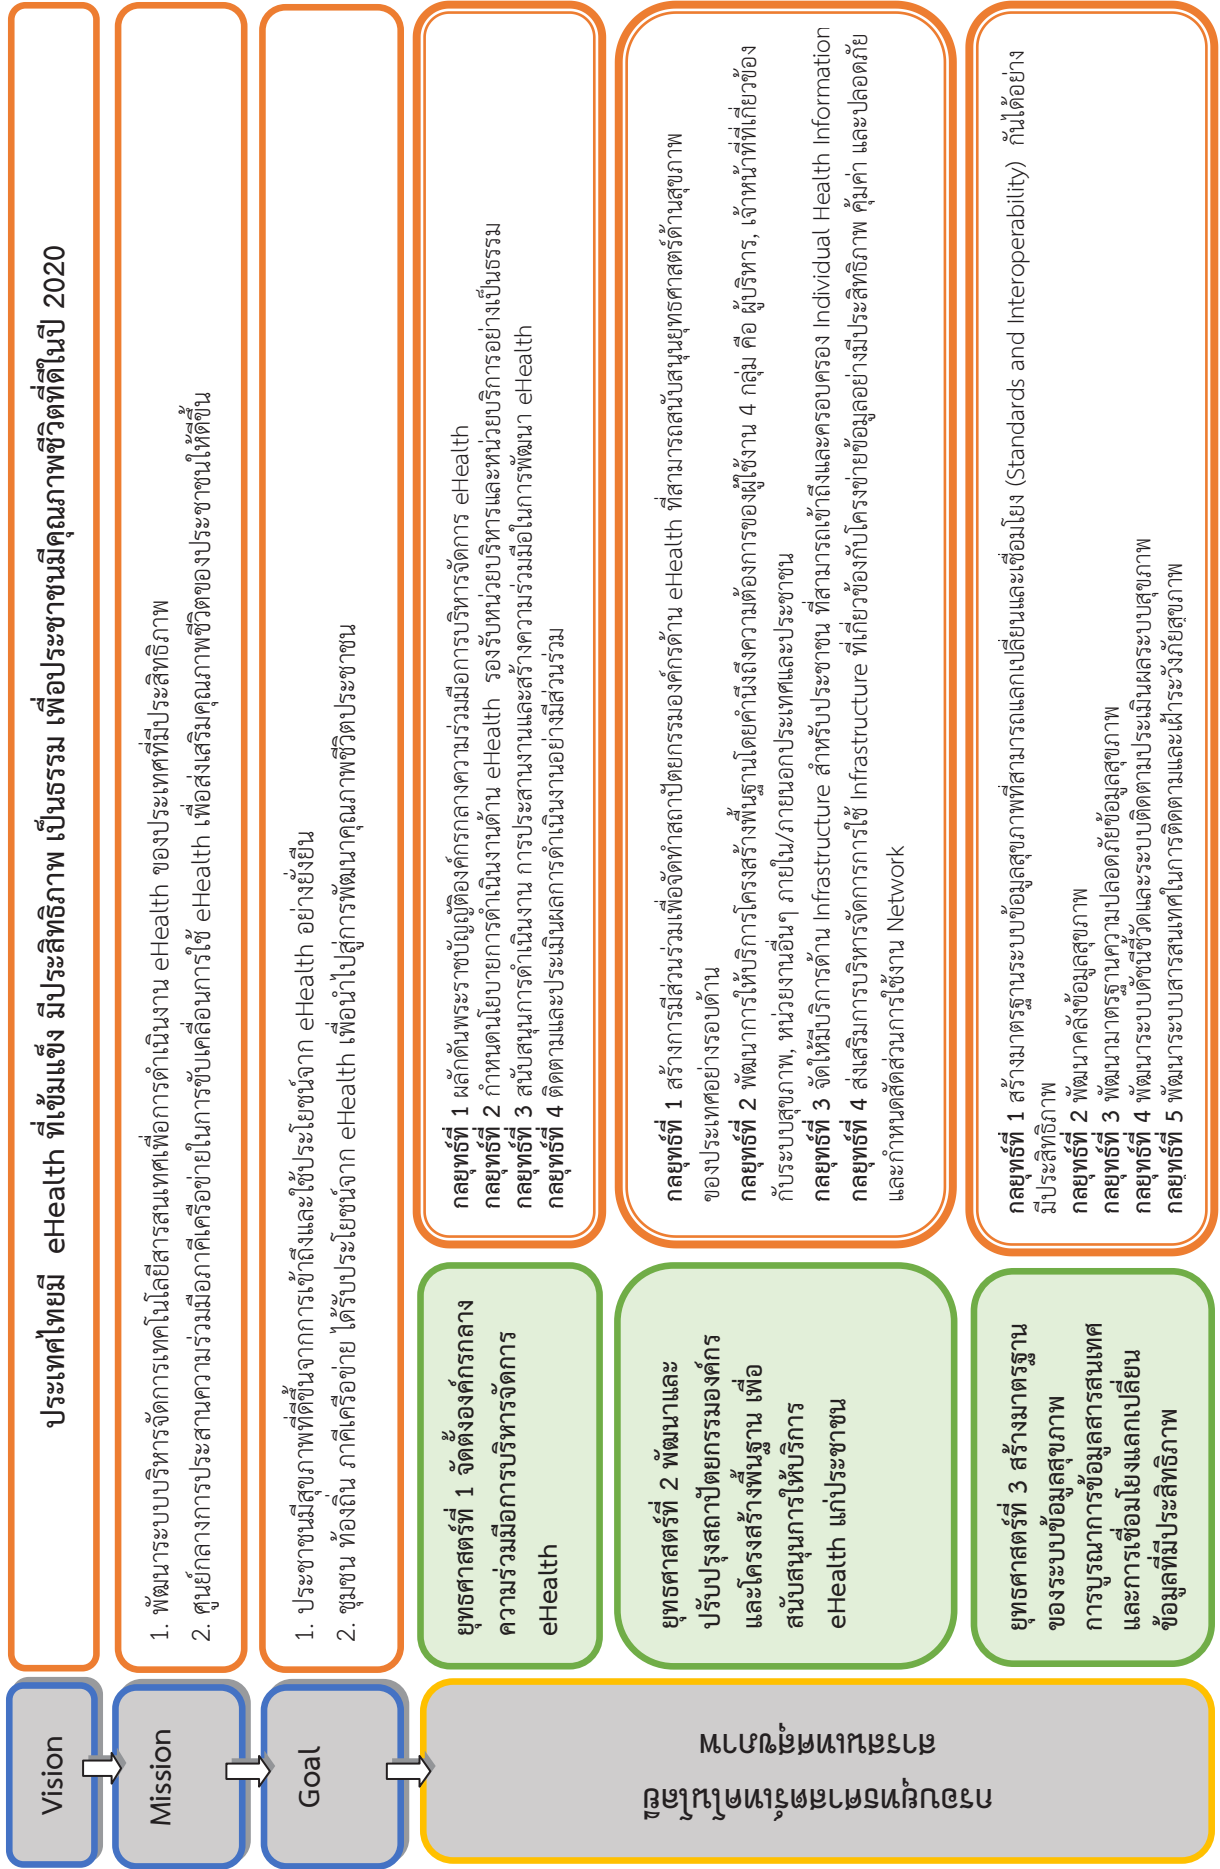 Vision
ประเทศไทยมี eHealth ที่เข้มแข็ง มีประสิทธิภาพ เป็นธรรม เพื่อประชาชนมีคุณภาพชีวิตที่ดีในปี 2020
Mission
1. พัฒนาระบบบริหารจัดการเทคโนโลยีสารสนเทศเพื่อการดำเนินงาน eHealth ของประเทศที่มีประสิทธิภาพ
2. ศูนย์กลางการประสานความร่วมมือภาคีเครือข่ายในการขับเคลื่อนการใช้ eHealth เพื่อส่งเสริมคุณภาพชีวิตของประชาชนให้ดีขึ้น
Goal
1. ประชาชนมีสุขภาพที่ดีขึ้นจากการเข้าถึงและใช้ประโยชน์จาก eHealth อย่างยั่งยืน
2. ชุมชน ท้องถิ่น ภาคีเครือข่าย ได้รับประโยชน์จาก eHealth เพื่อนำไปสู่การพัฒนาคุณภาพชีวิตประชาชน
กรอบยุทธศาสตร์เทคโนโลยี
สารสนเทศสุขภาพ
ยุทธศาสตร์ที่ 1 จัดตั้งองค์กรกลาง
ความร่วมมือการบริหารจัดการ
eHealth
กลยุทธ์ที่ 1 ผลักดันพระราชบัญญัติองค์กรกลางความร่วมมือการบริหารจัดการ eHealth
กลยุทธ์ที่ 2 กำหนดนโยบายการดำเนินงานด้าน eHealth รองรับหน่วยบริหารและหน่วยบริการอย่างเป็นธรรม
กลยุทธ์ที่ 3 สนับสนุนการดำเนินงาน การประสานงานและสร้างความร่วมมือในการพัฒนา eHealth
กลยุทธ์ที่ 4 ติดตามและประเมินผลการดำเนินงานอย่างมีส่วนร่วม
ยุทธศาสตร์ที่ 2 พัฒนาและ
ปรับปรุงสถาปัตยกรรมองค์กร
และโครงสร้างพื้นฐาน เพื่อ
สนับสนุนการให้บริการ
eHealth แก่ประชาชน
กลยุทธ์ที่ 1 สร้างการมีส่วนร่วมเพื่อจัดทำสถาปัตยกรรมองค์กรด้าน eHealth ที่สามารถสนับสนุนยุทธศาสตร์ด้านสุขภาพ
ของประเทศอย่างรอบด้าน
กลยุทธ์ที่ 2 พัฒนาการให้บริการโครงสร้างพื้นฐานโดยคำนึงถึงความต้องการของผู้ใช้งาน 4 กลุ่ม คือ ผู้บริหาร, เจ้าหน้าที่ที่เกี่ยวข้อง
กับระบบสุขภาพ, หน่วยงานอื่นๆ ภายใน/ภายนอกประเทศและประชาชน
กลยุทธ์ที่ 3 จัดให้มีบริการด้าน Infrastructure สำหรับประชาชน ที่สามารถเข้าถึงและครอบครอง Individual Health Information
กลยุทธ์ที่ 4 ส่งเสริมการบริหารจัดการการใช้ Infrastructure ที่เกี่ยวข้องกับโครงข่ายข้อมูลอย่างมีประสิทธิภาพ คุ้มค่า และปลอดภัย
และกำหนดสัดส่วนการใช้งาน Network
ยุทธศาสตร์ที่ 3 สร้างมาตรฐาน
ของระบบข้อมูลสุขภาพ
การบูรณาการข้อมูลสารสนเทศ
และการเชื่อมโยงแลกเปลี่ยน
ข้อมูลที่มีประสิทธิภาพ
กลยุทธ์ที่ 1 สร้างมาตรฐานระบบข้อมูลสุขภาพที่สามารถแลกเปลี่ยนและเชื่อมโยง (Standards and Interoperability) กันได้อย่าง
มีประสิทธิภาพ
กลยุทธ์ที่ 2 พัฒนาคลังข้อมูลสุขภาพ
กลยุทธ์ที่ 3 พัฒนามาตรฐานความปลอดภัยข้อมูลสุขภาพ
กลยุทธ์ที่ 4 พัฒนาระบบดัชนีชี้วัดและระบบติดตามประเมินผลระบบสุขภาพ
กลยุทธ์ที่ 5 พัฒนาระบบสารสนเทศในการติดตามและเฝ้าระวังภัยสุขภาพ